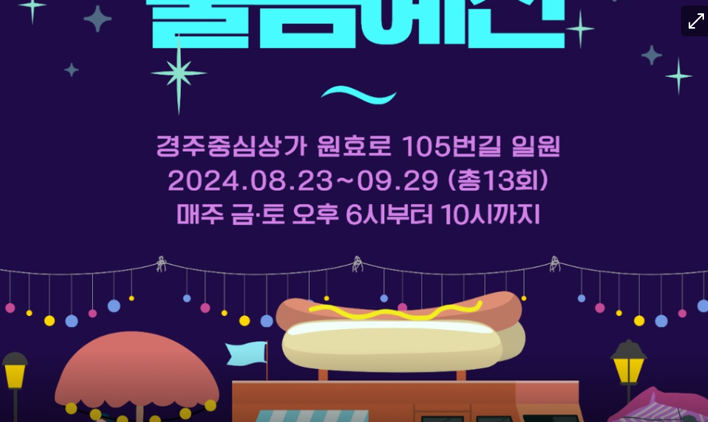 경주중심상가 원효로 105번길 일원
2024.08.23~09.29 (총13회)
매주 금·토 오후 6시부터 10시까지